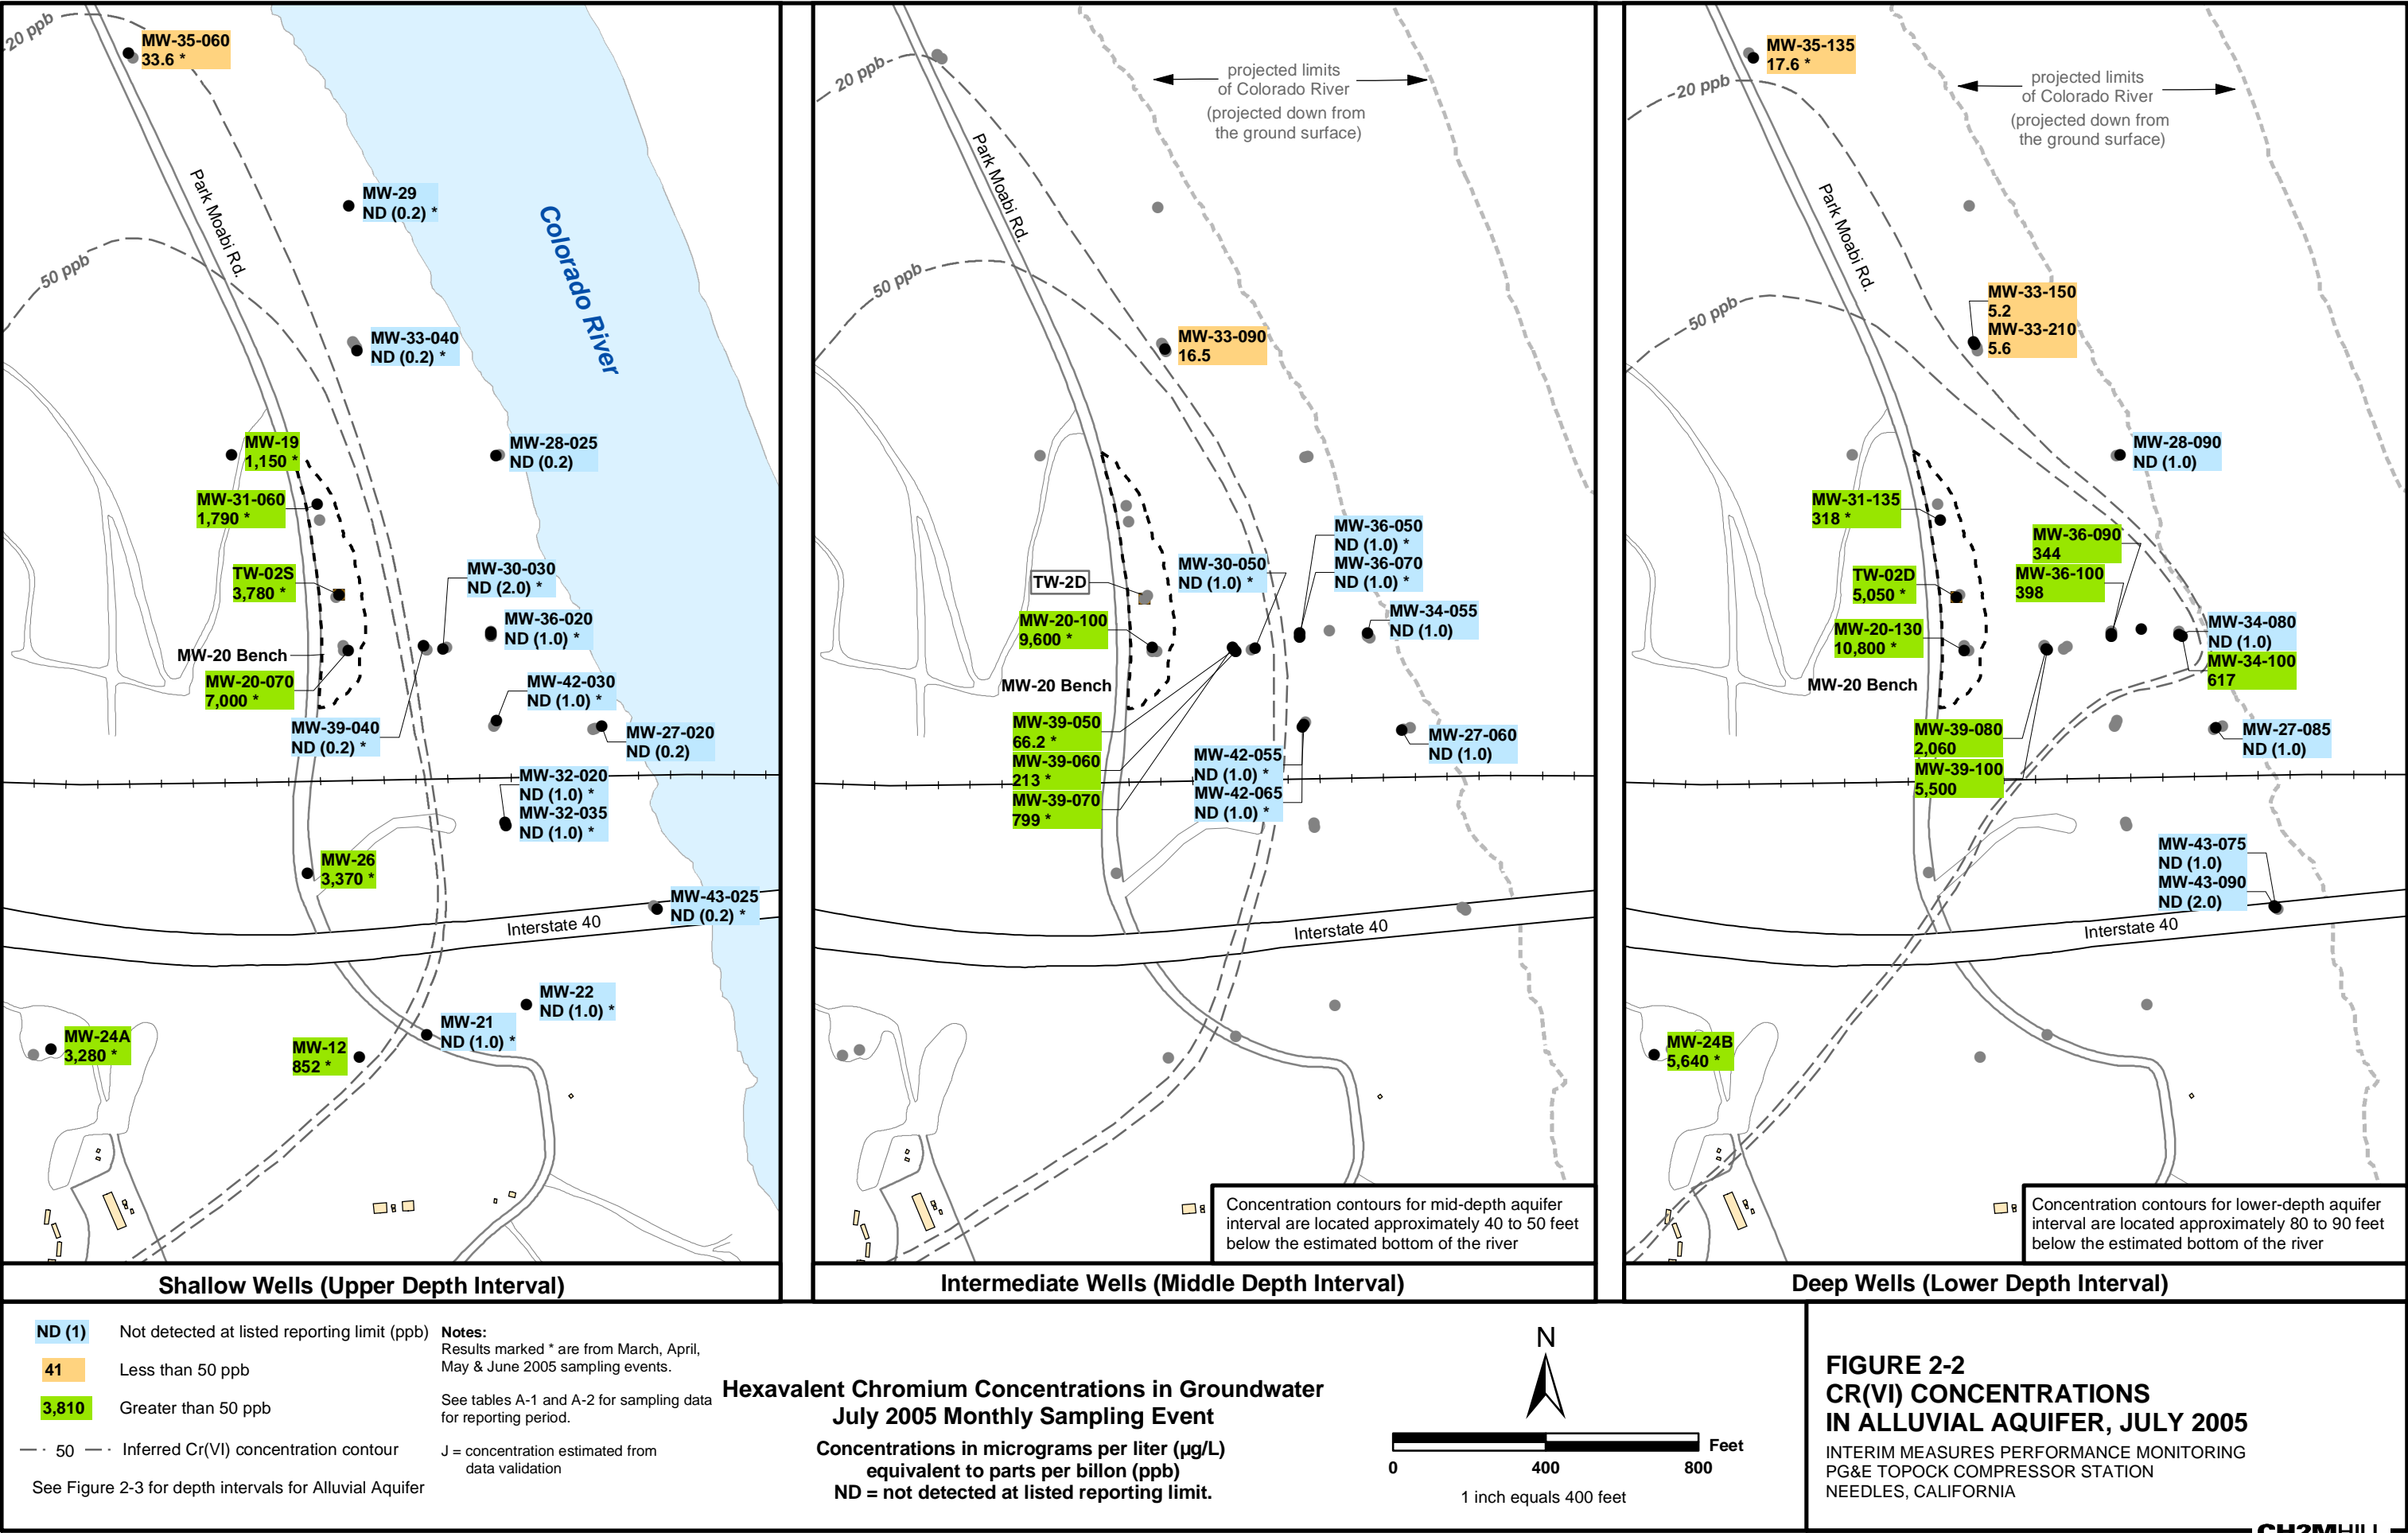 20 ppb
MW-35-060
33.6 *
Park Moabi Rd.
MW-29
ND (0.2) *
Colorado River
50 ppb
MW-33-040
ND (0.2) *
MW-19
1,150 *
MW-28-025
ND (0.2)
MW-31-060
1,790 *
TW-02S
3,780 *
MW-30-030
ND (2.0) *
MW-36-020
ND (1.0) *
MW-20 Bench
MW-20-070
7,000 *
MW-42-030
ND (1.0) *
MW-39-040
ND (0.2) *
MW-27-020
ND (0.2)
MW-32-020
ND (1.0) *
MW-32-035
ND (1.0) *
MW-26
3,370 *
MW-43-025
ND (0.2) *
Interstate 40
MW-22
ND (1.0) *
MW-21
ND (1.0) *
MW-24A
3,280 *
MW-12
852 *
Shallow Wells (Upper Depth Interval)
20 ppb
projected limits
of Colorado River
(projected down from
the ground surface)
Park Moabi Rd.
50 ppb
MW-33-090
16.5
MW-36-050
ND (1.0) *
MW-36-070
ND (1.0) *
MW-30-050
ND (1.0) *
TW-2D
MW-34-055
ND (1.0)
MW-20-100
9,600 *
MW-20 Bench
MW-39-050
66.2 *
MW-39-060
213 *
MW-39-070
799 *
MW-42-055
ND (1.0) *
MW-42-065
ND (1.0) *
MW-27-060
ND (1.0)
Interstate 40
Concentration contours for mid-depth aquifer
interval are located approximately 40 to 50 feet
below the estimated bottom of the river
Intermediate Wells (Middle Depth Interval)
MW-35-135
17.6 *
20 ppb
projected limits
of Colorado River
(projected down from
the ground surface)
Park Moabi Rd.
50 ppb
MW-33-150
5.2
MW-33-210
5.6
MW-28-090
ND (1.0)
MW-31-135
318 *
MW-36-090
344
MW-36-100
398
TW-02D
5,050 *
MW-20-130
10,800 *
MW-34-080
ND (1.0)
MW-34-100
617
MW-20 Bench
MW-39-080
2,060
MW-39-100
5,500
MW-27-085
ND (1.0)
MW-43-075
ND (1.0)
MW-43-090
ND (2.0)
Interstate 40
MW-24B
5,640 *
Concentration contours for lower-depth aquifer
interval are located approximately 80 to 90 feet
below the estimated bottom of the river
Deep Wells (Lower Depth Interval)
ND (1) Not detected at listed reporting limit (ppb)
41 Less than 50 ppb
3,810 Greater than 50 ppb
50 Inferred Cr(VI) concentration contour
See Figure 2-3 for depth intervals for Alluvial Aquifer
Notes:
Results marked * are from March, April,
May & June 2005 sampling events.
See tables A-1 and A-2 for sampling data
for reporting period.
J = concentration estimated from
data validation
Hexavalent Chromium Concentrations in Groundwater
July 2005 Monthly Sampling Event
Concentrations in micrograms per liter (µg/L)
equivalent to parts per billon (ppb)
ND = not detected at listed reporting limit.
N
Feet
0 400 800
1 inch equals 400 feet
FIGURE 2-2
CR(VI) CONCENTRATIONS
IN ALLUVIAL AQUIFER, JULY 2005
INTERIM MEASURES PERFORMANCE MONITORING
PG&E TOPOCK COMPRESSOR STATION
NEEDLES, CALIFORNIA
CH2MHILL